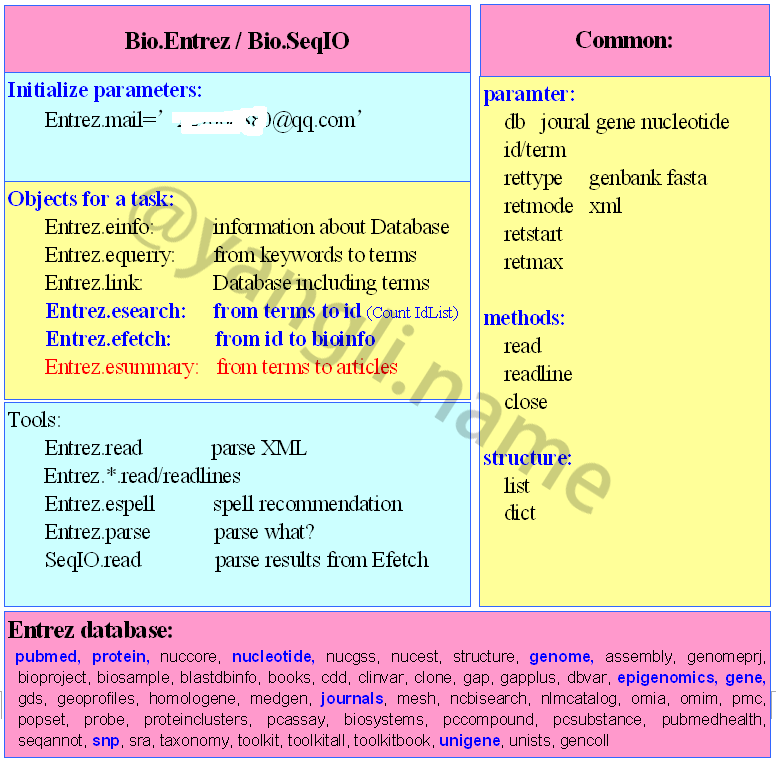 Bio.Entrez / Bio.SeqIO
Initialize parameters:
Entrez.mail=’ 0@qq.com’
Objects for a task:
Entrez.einfo: information about Database
Entrez.equerry: from keywords to terms
Entrez.link: Database including terms
Entrez.esearch: from terms to id (Count IdList)
Entrez.efetch: from id to bioinfo
Entrez.esummary: from terms to articles
Tools:
Entrez.read parse XML
Entrez.*.read/readlines
Entrez.espell spell recommendation
Entrez.parse parse what?
SeqIO.read parse results from Efetch
Common:
paramter:
db joural gene nucleotide
id/term
rettype genbank fasta
retmode xml
retstart
retmax
methods:
read
readline
close
structure:
list
dict
@yangli.name
Entrez database:
pubmed, protein, nuccore, nucleotide, nucgss, nucest, structure, genome, assembly, genomeprj,
bioproject, biosample, blastdbinfo, books, cdd, clinvar, clone, gap, gapplus, dbvar, epigenomics, gene,
gds, geoprofiles, homologene, medgen, journals, mesh, ncbisearch, nlmcatalog, omia, omim, pmc,
popset, probe, proteinclusters, pcassay, biosystems, pccompound, pcsubstance, pubmedhealth,
seqannot, snp, sra, taxonomy, toolkit, toolkitall, toolkitbook, unigene, unists, gencoll